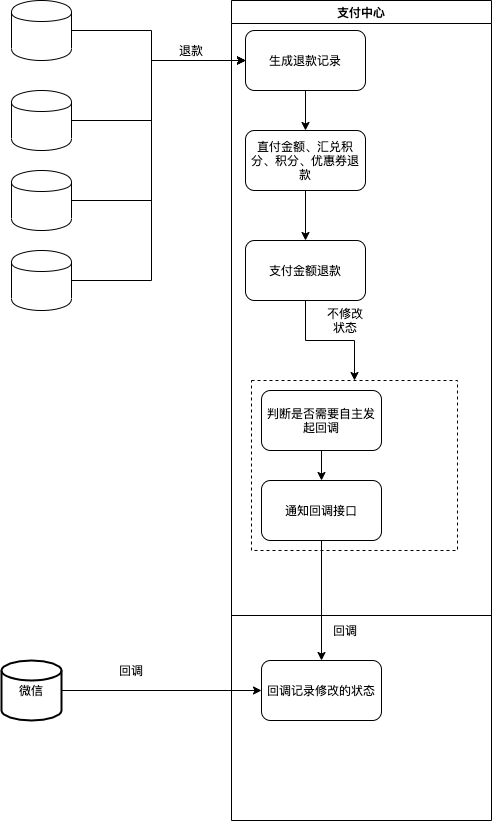 支付中心
退款
生成退款记录
直付金额、汇兑积
分、积分、优惠券退
款
支付金额退款
不修改
状态
判断是否需要自主发
起回调
通知回调接口
回调
回调
微信
回调记录修改的状态